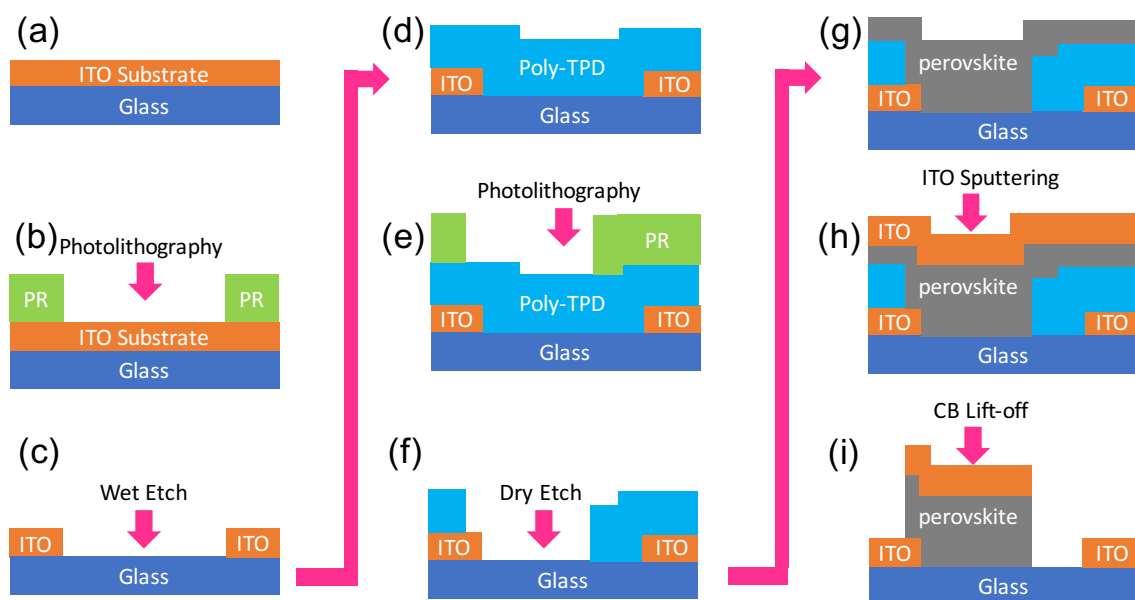 (a)
ITO Substrate
Glass
(b)
Photolithography
PR
PR
ITO Substrate
Glass
(c)
Wet Etch
ITO
ITO
Glass
(d)
Poly-TPD
ITO
ITO
Glass
Photolithography
(e)
PR
Poly-TPD
ITO
ITO
Glass
(f)
Dry Etch
ITO
ITO
Glass
(g)
perovskite
ITO
ITO
Glass
ITO Sputtering
(h)
ITO
perovskite
ITO
ITO
Glass
CB Lift-off
(i)
perovskite
ITO
ITO
Glass